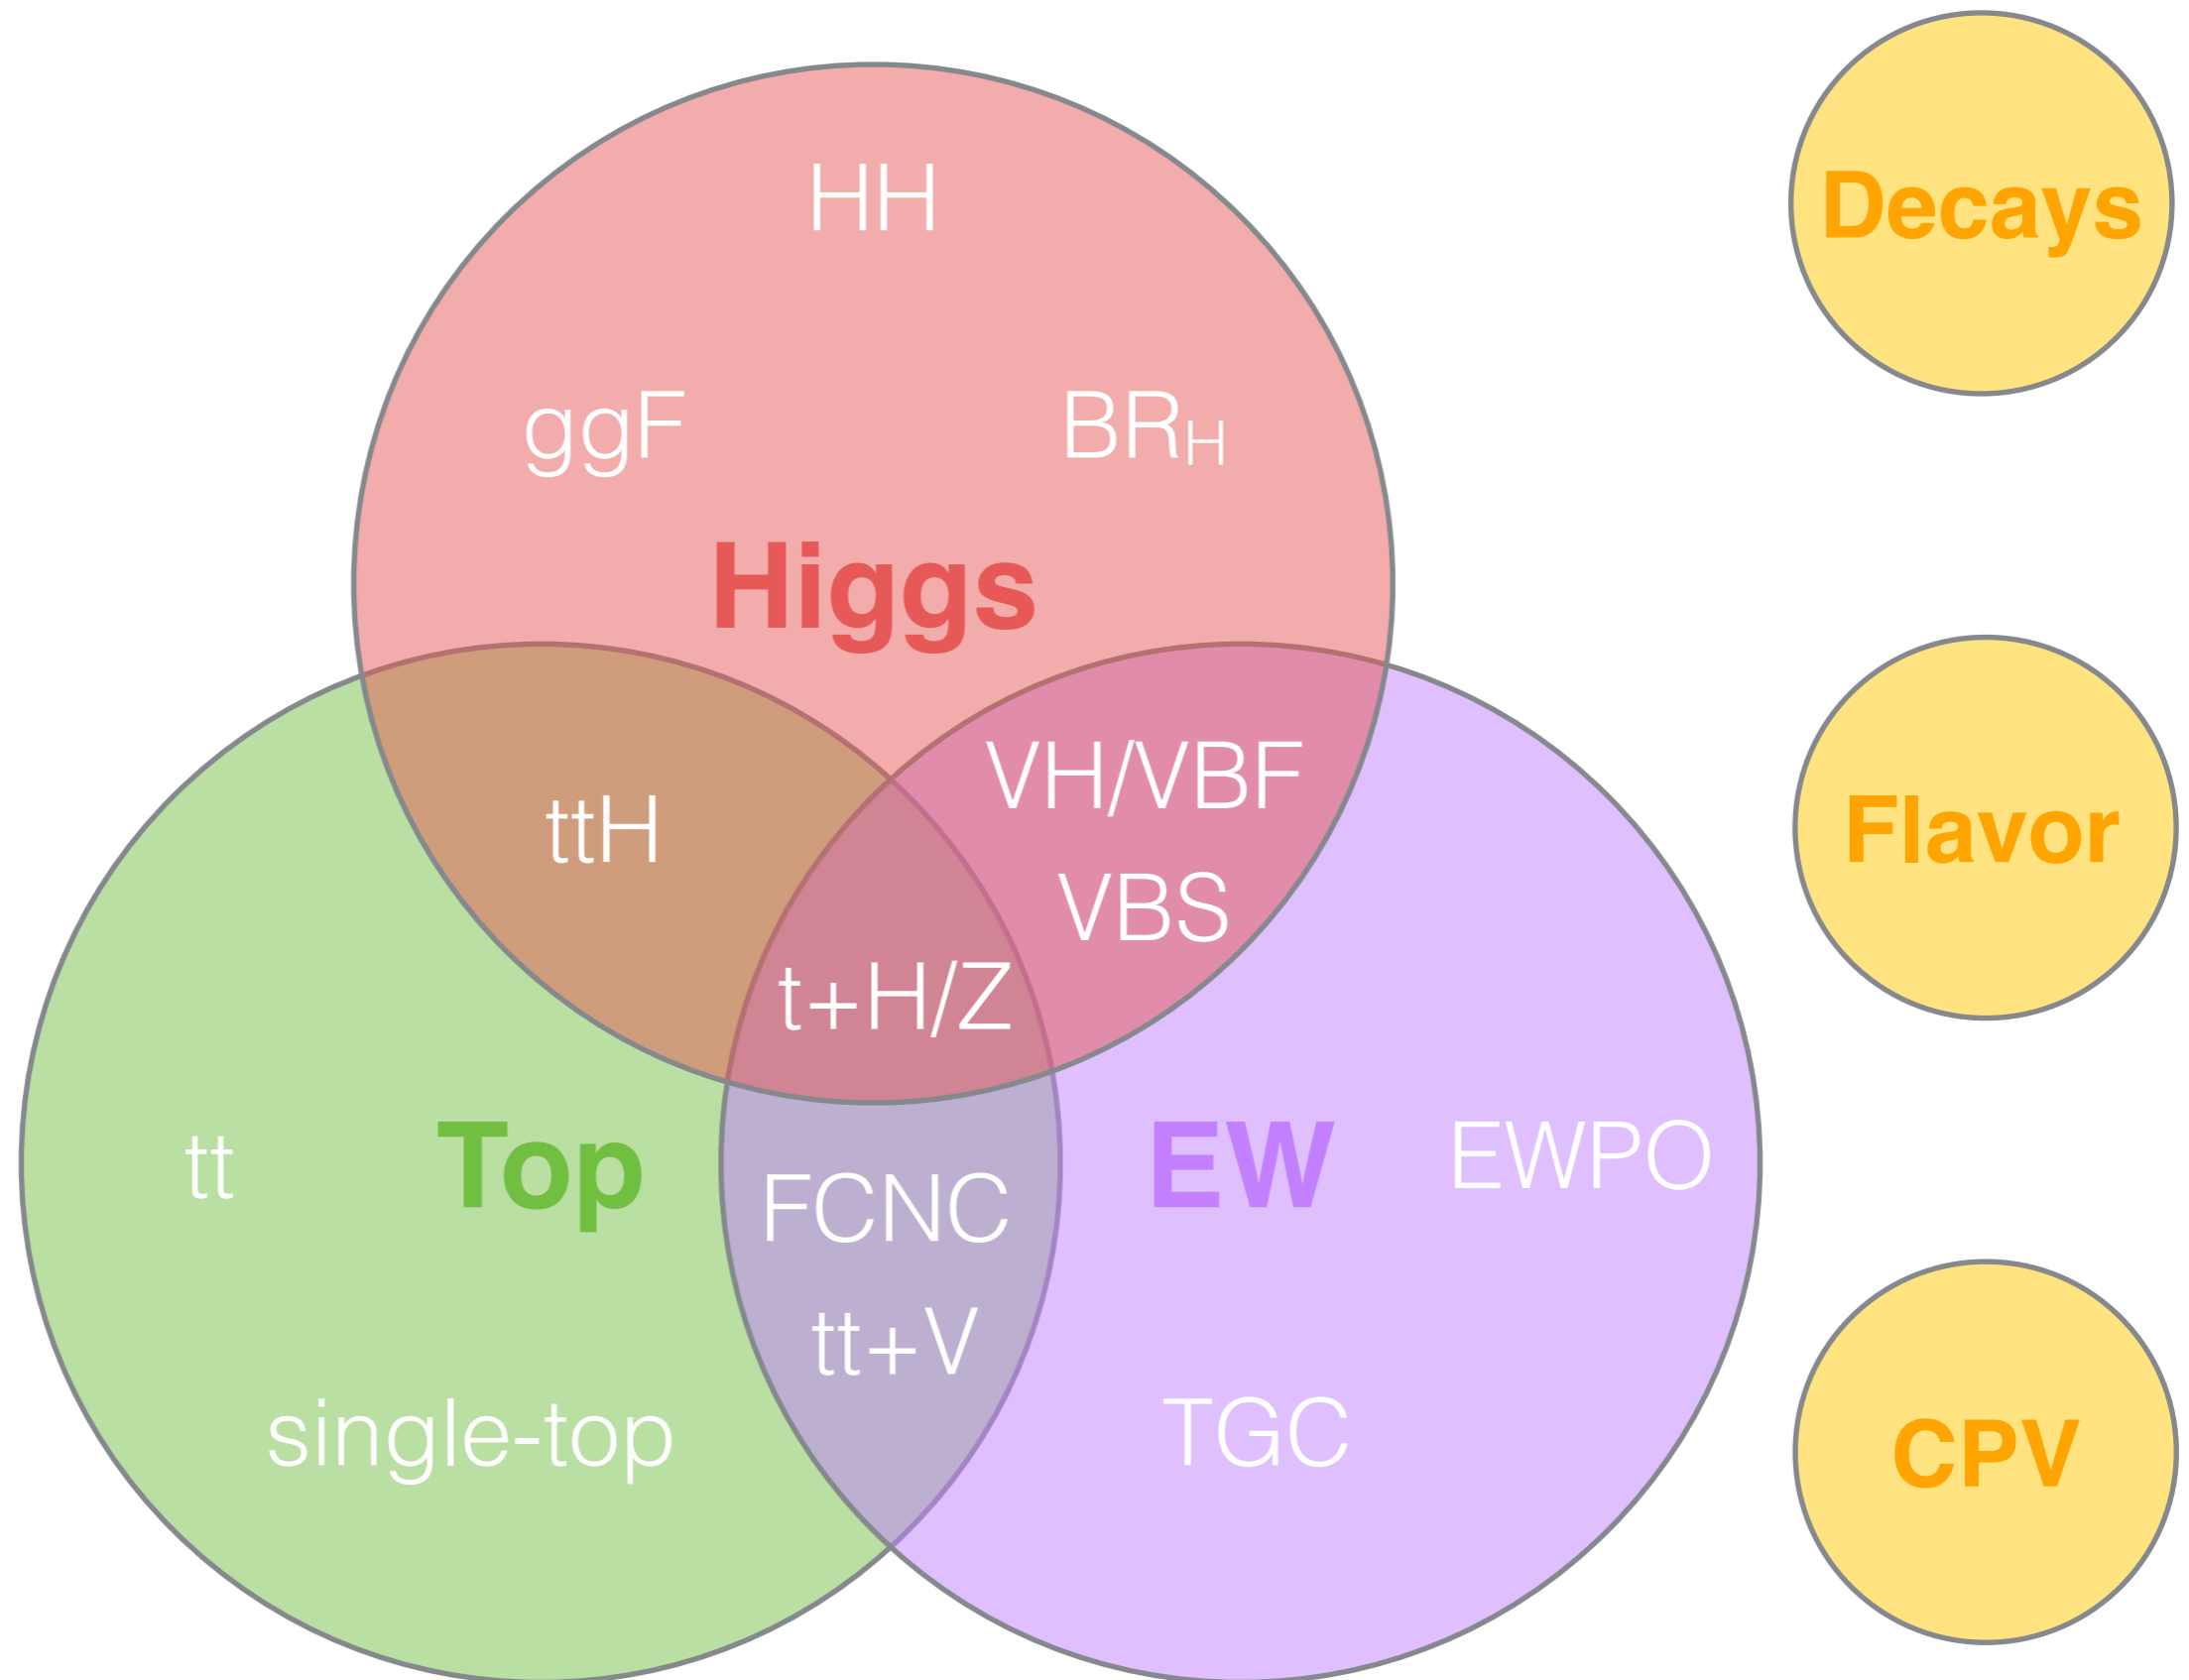 HH
ggF
BRH
Higgs
ttH
VH/VBF
VBS
t+H/Z
tt
Top
FCNC
tt+V
single-top
EW
EWPO
TGC
Decays
Flavor
CPV